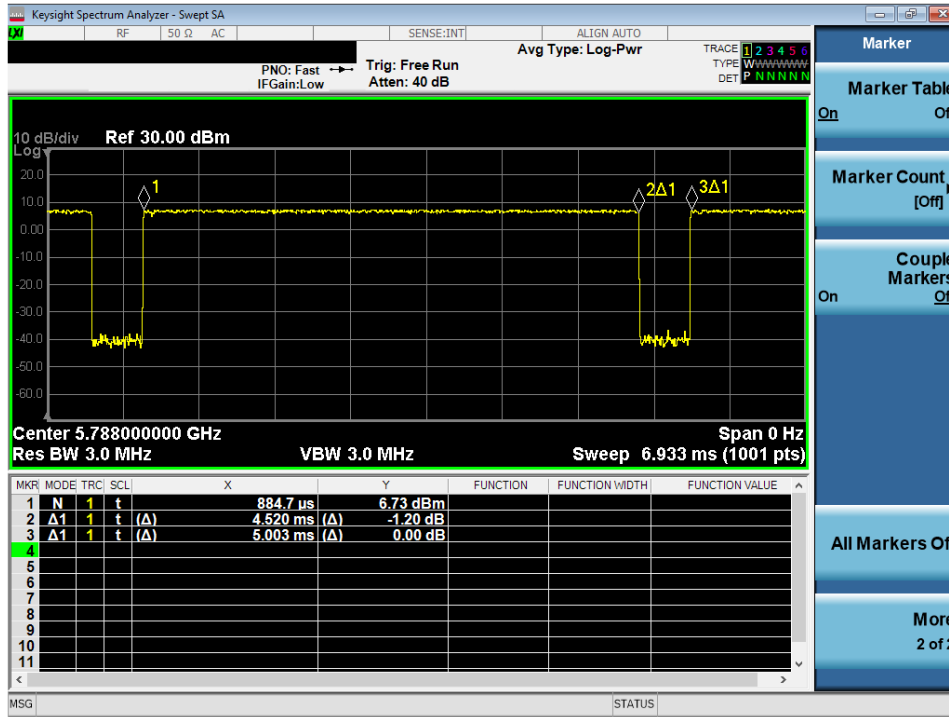 Keysight Spectrum Analyzer - Swept SA
LXI RF 50 Ω AC SENSE:INT ALIGN AUTO
Avg Type: Log-Pwr
TRACE 1 2 3 4 5 6
TYPE W W W W W W
DET P N N N N N
PNO: Fast Trig: Free Run
IFGain:Low Atten: 40 dB
10 dB/div Ref 30.00 dBm
Log
20.0
10.0
0.00
-10.0
-20.0
-30.0
-40.0
-50.0
-60.0
1
2Δ1
3Δ1
Center 5.788000000 GHz Span 0 Hz
Res BW 3.0 MHz VBW 3.0 MHz Sweep 6.933 ms (1001 pts)
MKR MODE TRC SCL X Y FUNCTION FUNCTION WIDTH FUNCTION VALUE
1 N 1 t 884.7 µs 6.73 dBm
2 Δ1 1 t (Δ) 4.520 ms (Δ) -1.20 dB
3 Δ1 1 t (Δ) 5.003 ms (Δ) 0.00 dB
4
5
6
7
8
9
10
11
MSG STATUS
Marker
Marker Table
On Of
Marker Count
[Off]
Couple
Markers
On Of
All Markers Of
More
2 of 2